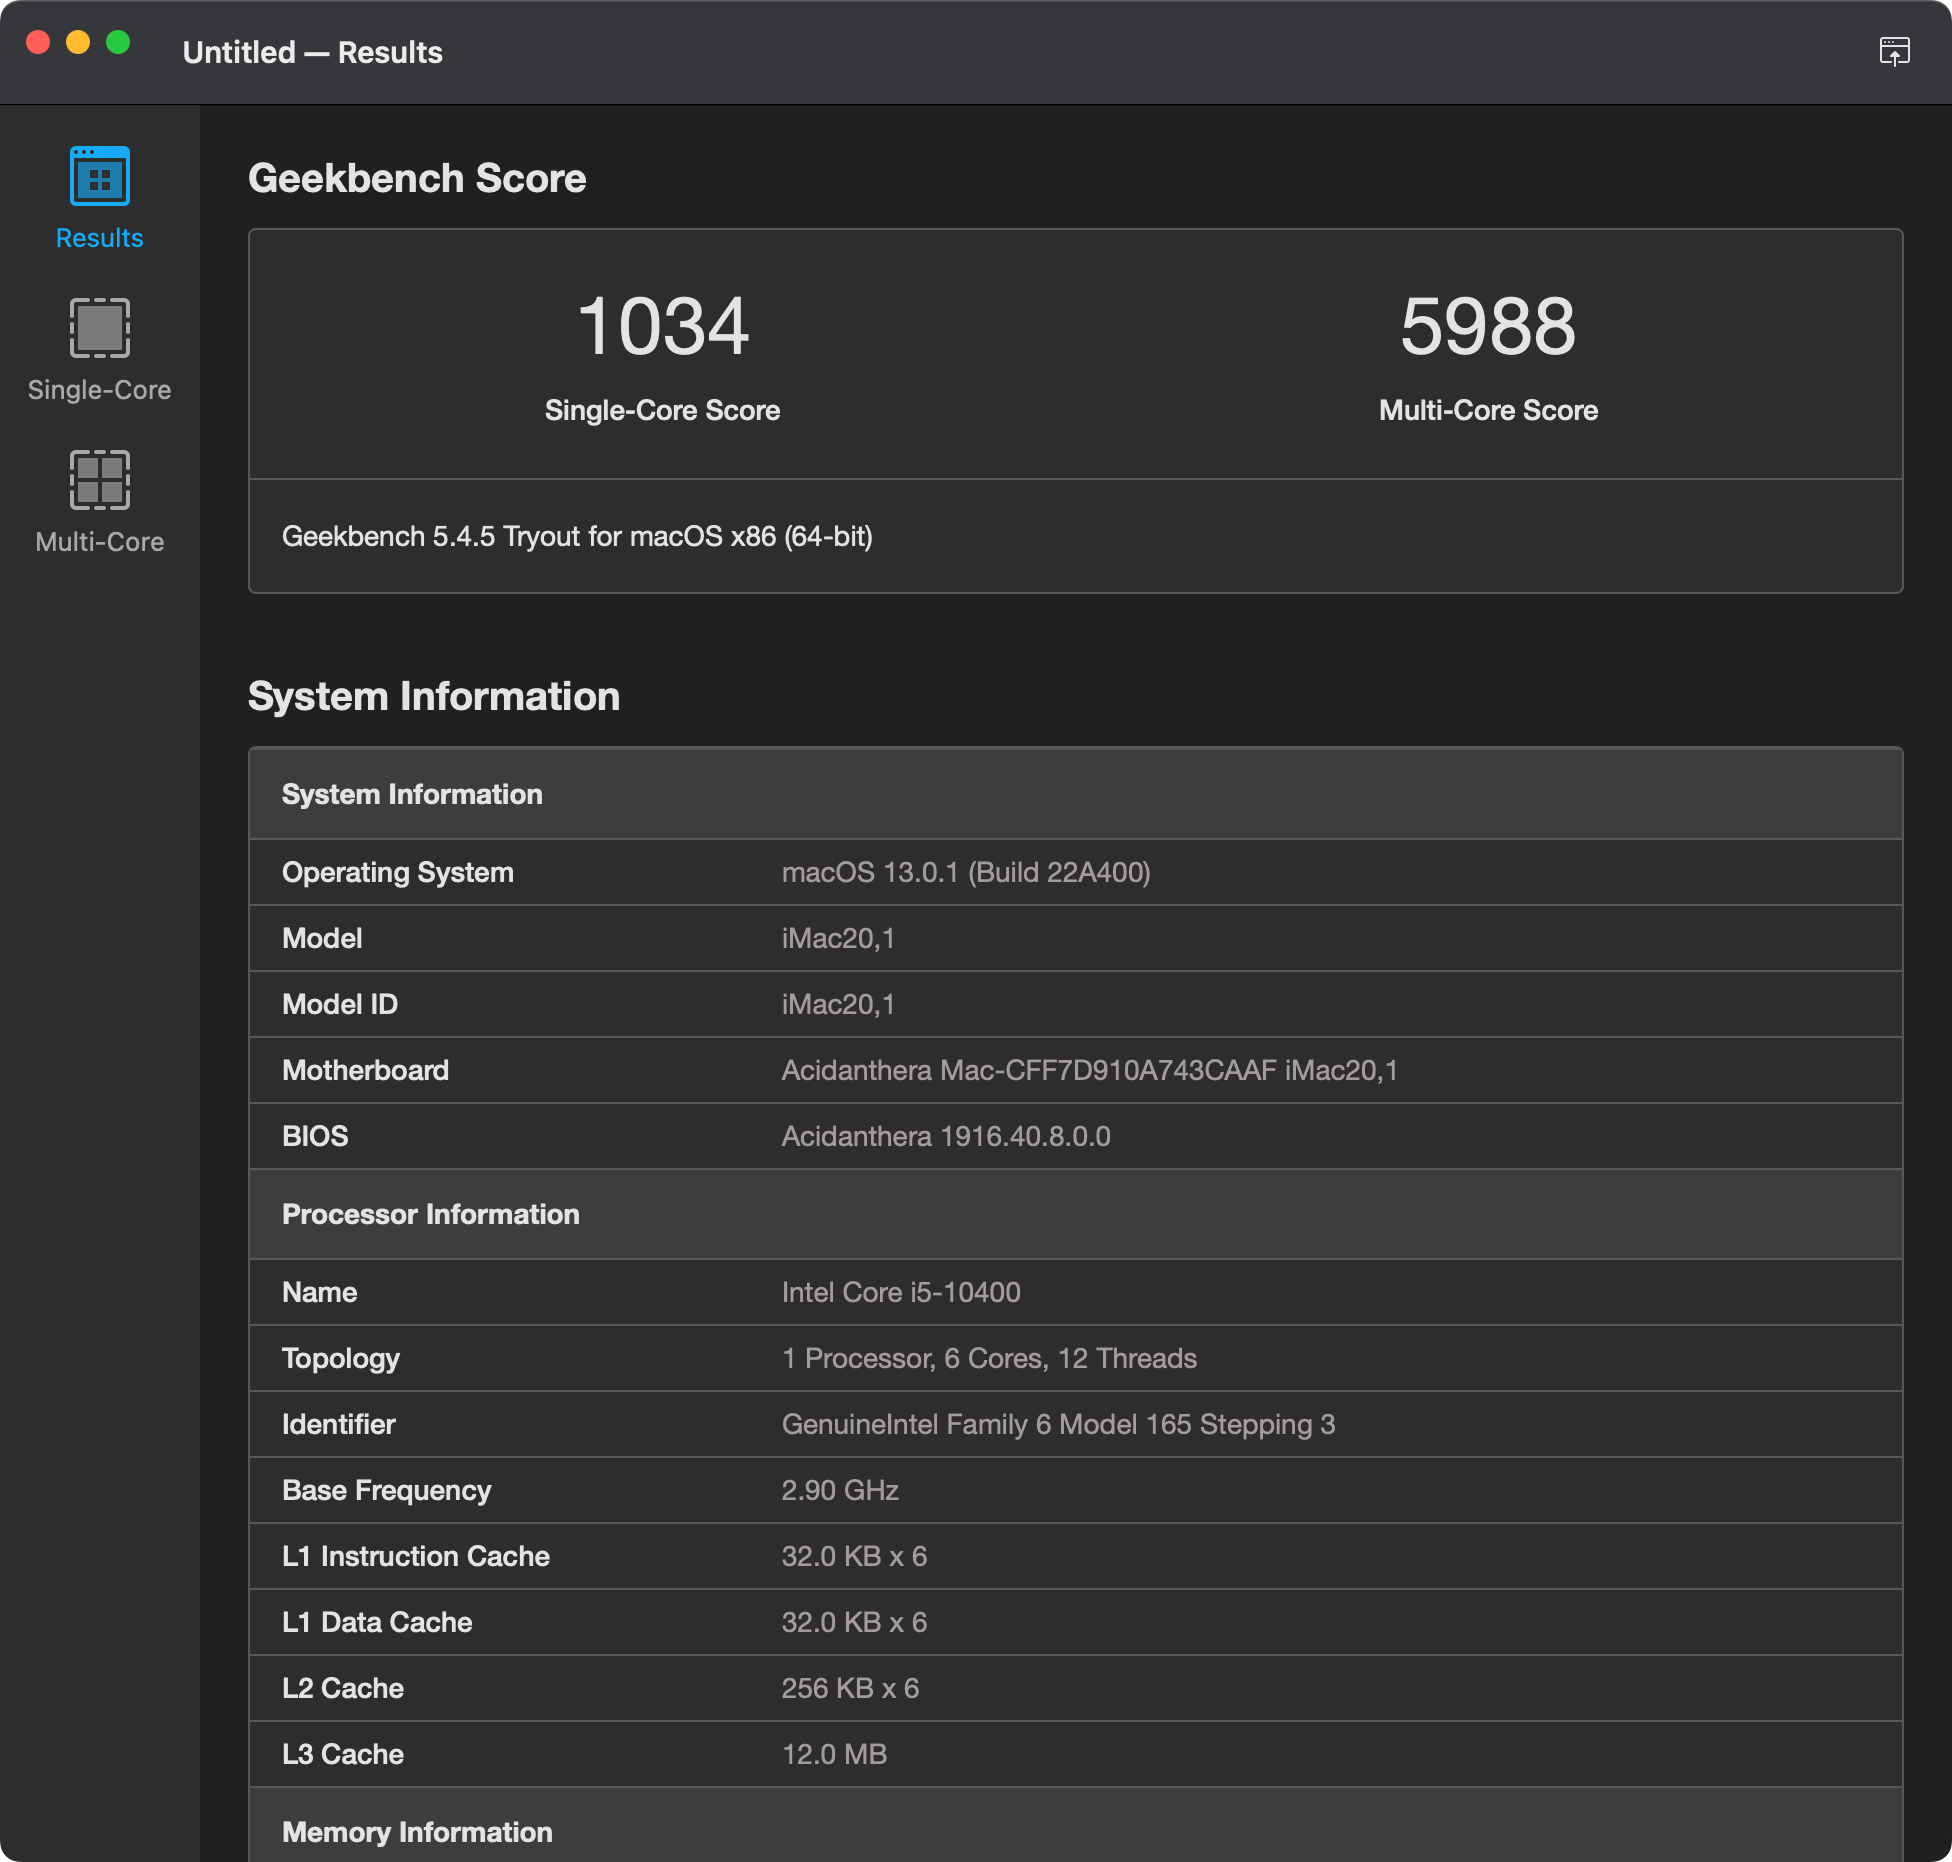 Untitled — Results
Results
Single-Core
Multi-Core
Geekbench Score
1034
Single-Core Score
5988
Multi-Core Score
Geekbench 5.4.5 Tryout for macOS x86 (64-bit)
System Information
System Information
Operating System macOS 13.0.1 (Build 22A400)
Model iMac20,1
Model ID iMac20,1
Motherboard Acidanthera Mac-CFF7D910A743CAAF iMac20,1
BIOS Acidanthera 1916.40.8.0.0
Processor Information
Name Intel Core i5-10400
Topology 1 Processor, 6 Cores, 12 Threads
Identifier GenuineIntel Family 6 Model 165 Stepping 3
Base Frequency 2.90 GHz
L1 Instruction Cache 32.0 KB x 6
L1 Data Cache 32.0 KB x 6
L2 Cache 256 KB x 6
L3 Cache 12.0 MB
Memory Information